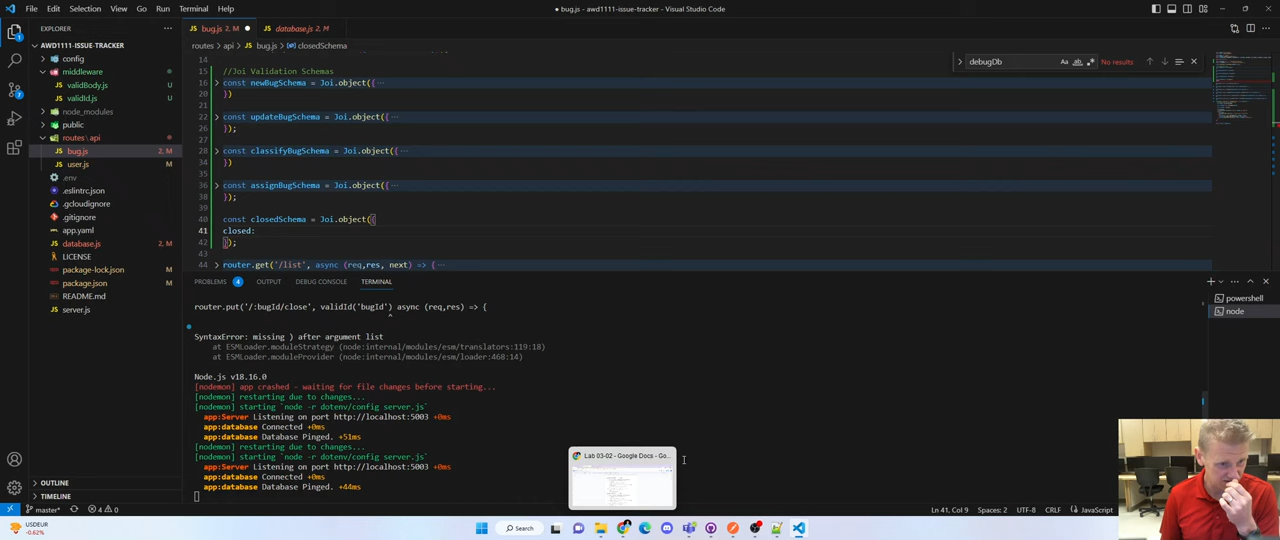 File Edit Selection View Go Run Terminal Help
● bug.js - awd1111-issue-tracker - Visual Studio Code
EXPLORER
bug.js 2, M ●
database.js 2, M
AWD1111-ISSUE-TRACKER
routes > api > bug.js > closedSchema
config
middleware
validBody.js U
validId.js U
node_modules
public
routes\api
bug.js 2, M
user.js M
.env
.eslintrc.json
.gcloudignore
.gitignore
app.yaml
database.js 2, M
LICENSE
package-lock.json M
package.json M
README.md
server.js
OUTLINE
TIMELINE
debugDb
Aa ab
No results
14
15 //Joi Validation Schemas
16 const newBugSchema = Joi.object({ ···
20 })
21
22 const updateBugSchema = Joi.object({ ···
26 });
27
28 const classifyBugSchema = Joi.object({ ···
34 })
35
36 const assignBugSchema = Joi.object({ ···
38 });
39
40 const closedSchema = Joi.object({
41 closed:
42 });
43
44 router.get('/list', async (req,res, next) => { ···
PROBLEMS 4 OUTPUT DEBUG CONSOLE TERMINAL
powershell
node
router.put('/:bugId/close', validId('bugId') async (req,res) => {
^
SyntaxError: missing ) after argument list
at ESMLoader.moduleStrategy (node:internal/modules/esm/translators:119:18)
at ESMLoader.moduleProvider (node:internal/modules/esm/loader:468:14)
Node.js v18.16.0
[nodemon] app crashed - waiting for file changes before starting...
[nodemon] restarting due to changes...
[nodemon] starting `node -r dotenv/config server.js`
app:Server Listening on port http://localhost:5003 +0ms
app:database Connected +0ms
app:database Database Pinged. +51ms
[nodemon] restarting due to changes...
[nodemon] starting `node -r dotenv/config server.js`
app:Server Listening on port http://localhost:5003 +0ms
app:database Connected +0ms
app:database Database Pinged. +44ms
Lab 03-02 - Google Docs - Go...
master* 4 0
Ln 41, Col 9 Spaces: 2 UTF-8 CRLF JavaScript
USDEUR
-0.62%
Search